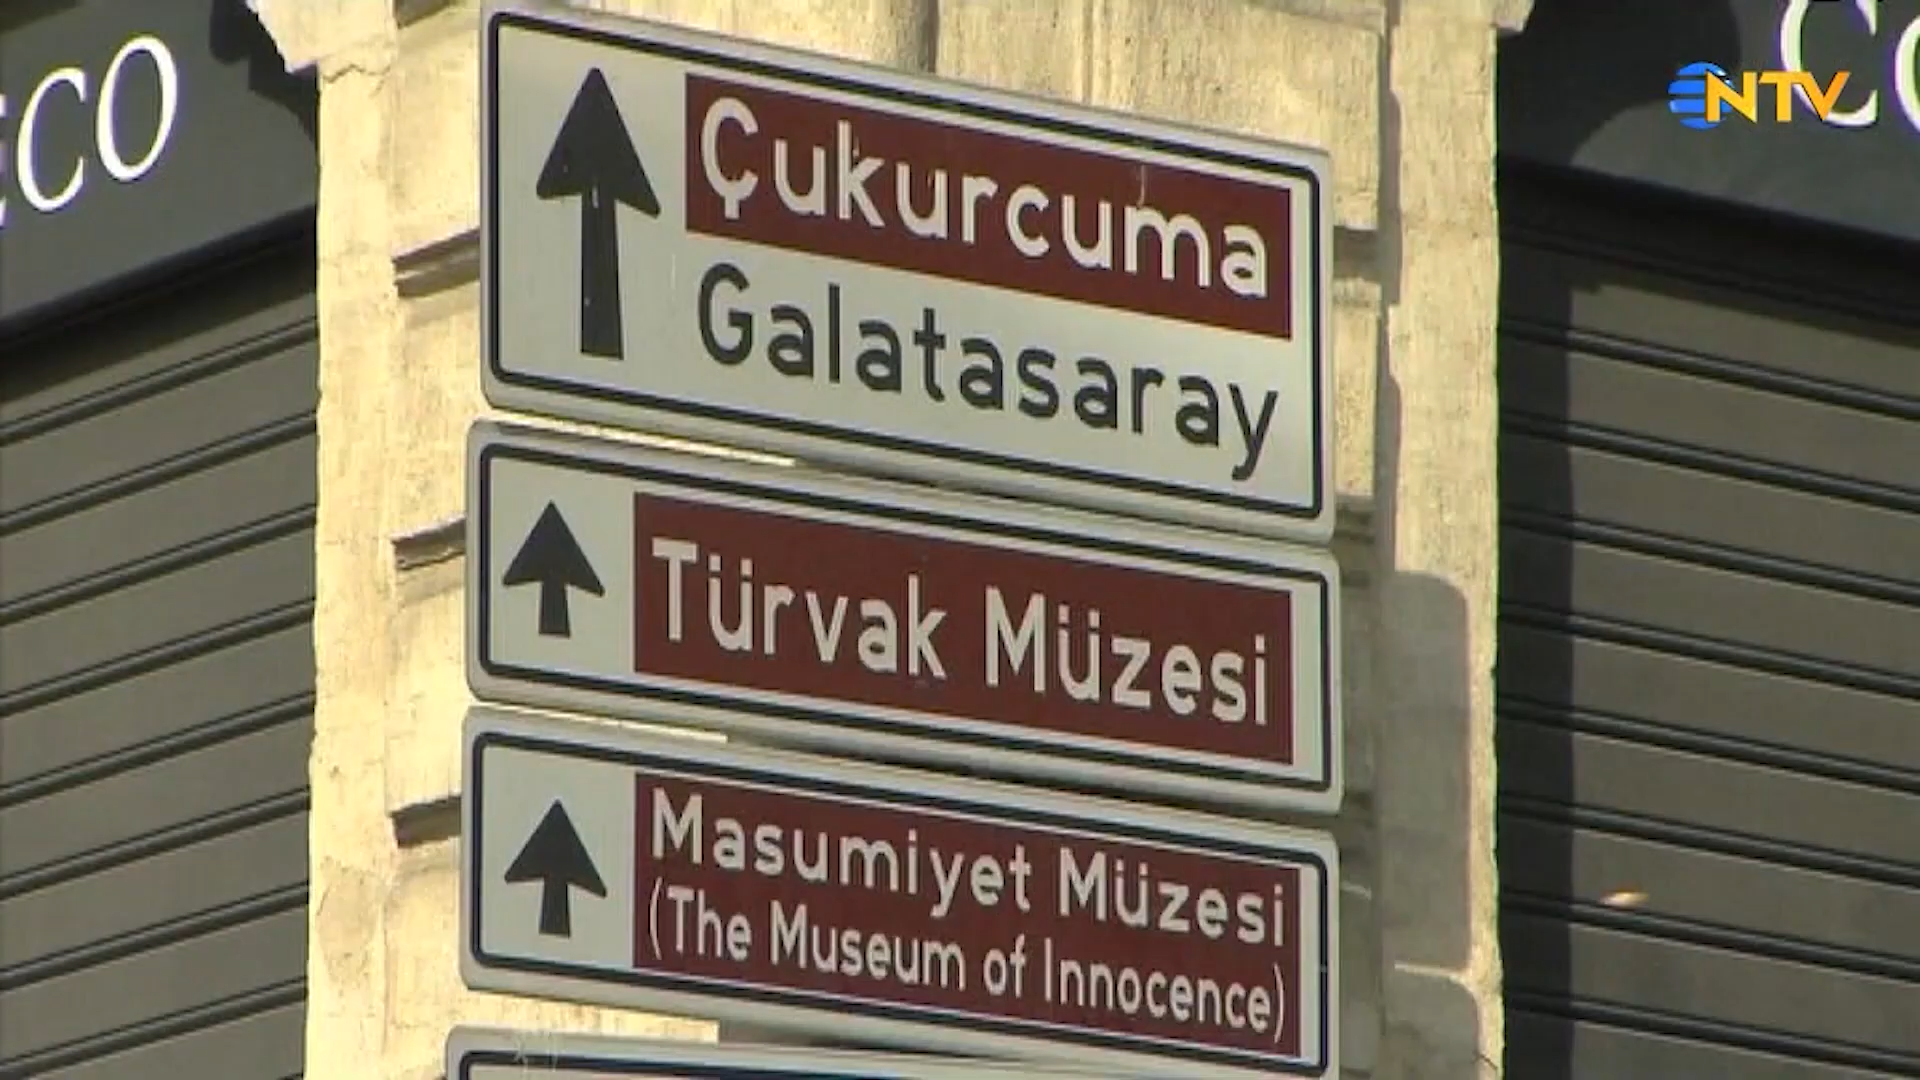 NTV
Çukurcuma
Galatasaray
Türvak Müzesi
Masumiyet Müzesi
(The Museum of Innocence)